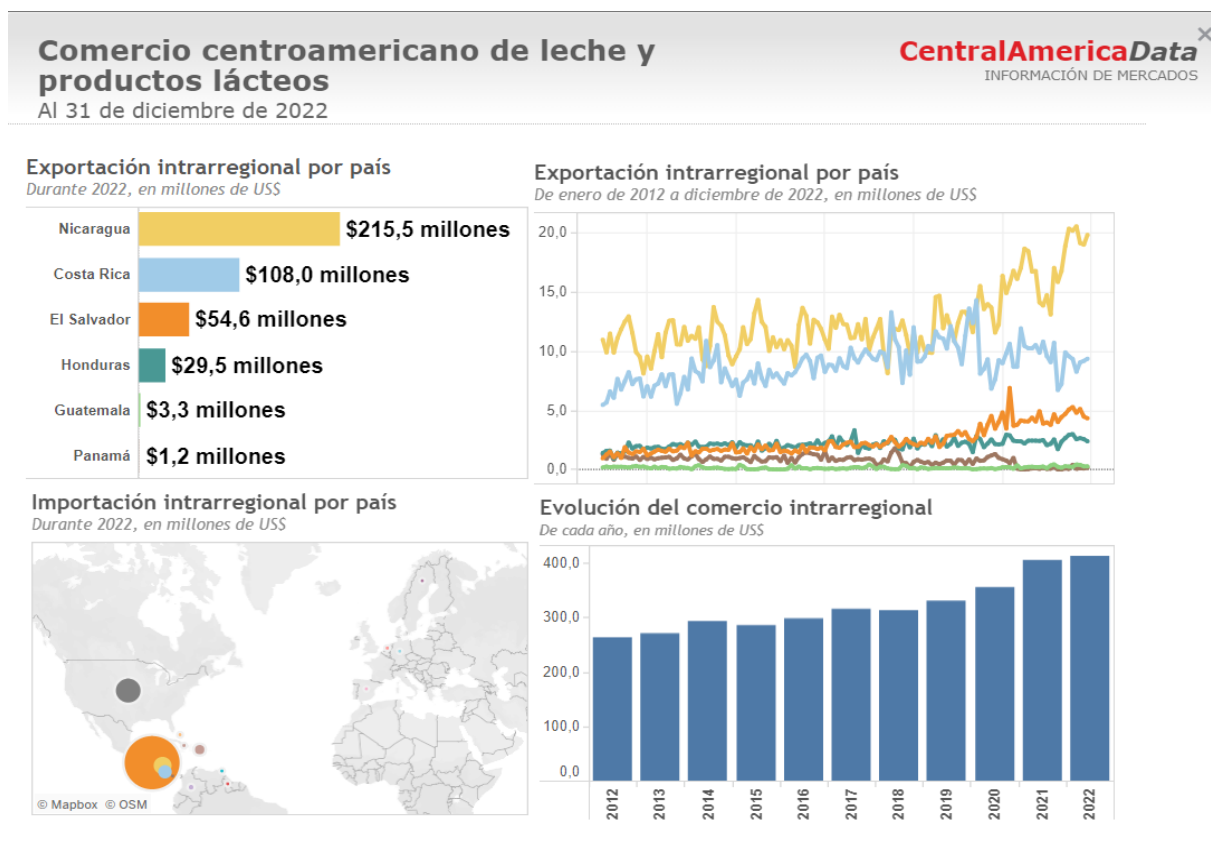 Comercio centroamericano de leche y
productos lácteos
Al 31 de diciembre de 2022
CentralAmericaData
INFORMACIÓN DE MERCADOS
×
Exportación intrarregional por país
Durante 2022, en millones de US$
Nicaragua $215,5 millones
Costa Rica $108,0 millones
El Salvador $54,6 millones
Honduras $29,5 millones
Guatemala $3,3 millones
Panamá $1,2 millones
Exportación intrarregional por país
De enero de 2012 a diciembre de 2022, en millones de US$
20,0
15,0
10,0
5,0
0,0
Importación intrarregional por país
Durante 2022, en millones de US$
© Mapbox © OSM
Evolución del comercio intrarregional
De cada año, en millones de US$
400,0
300,0
200,0
100,0
0,0
2012 2013 2014 2015 2016 2017 2018 2019 2020 2021 2022